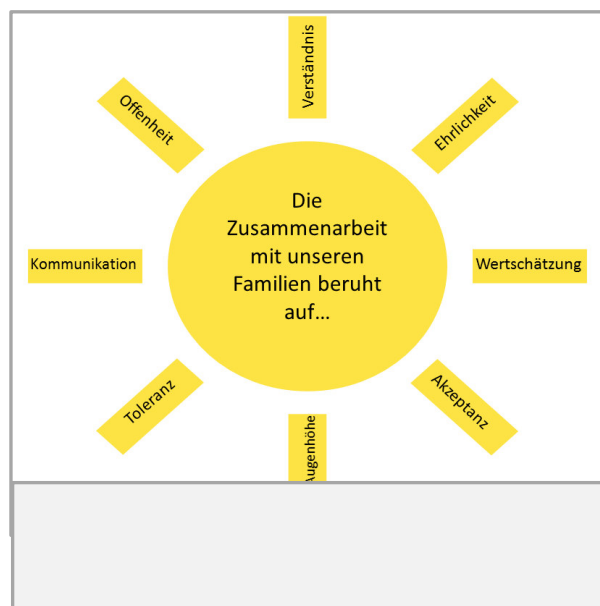 Verständnis
Offenheit
Ehrlichkeit
Die
Zusammenarbeit
mit unseren
Familien beruht
auf...
Kommunikation
Wertschätzung
Toleranz
Akzeptanz
Augenhöhe